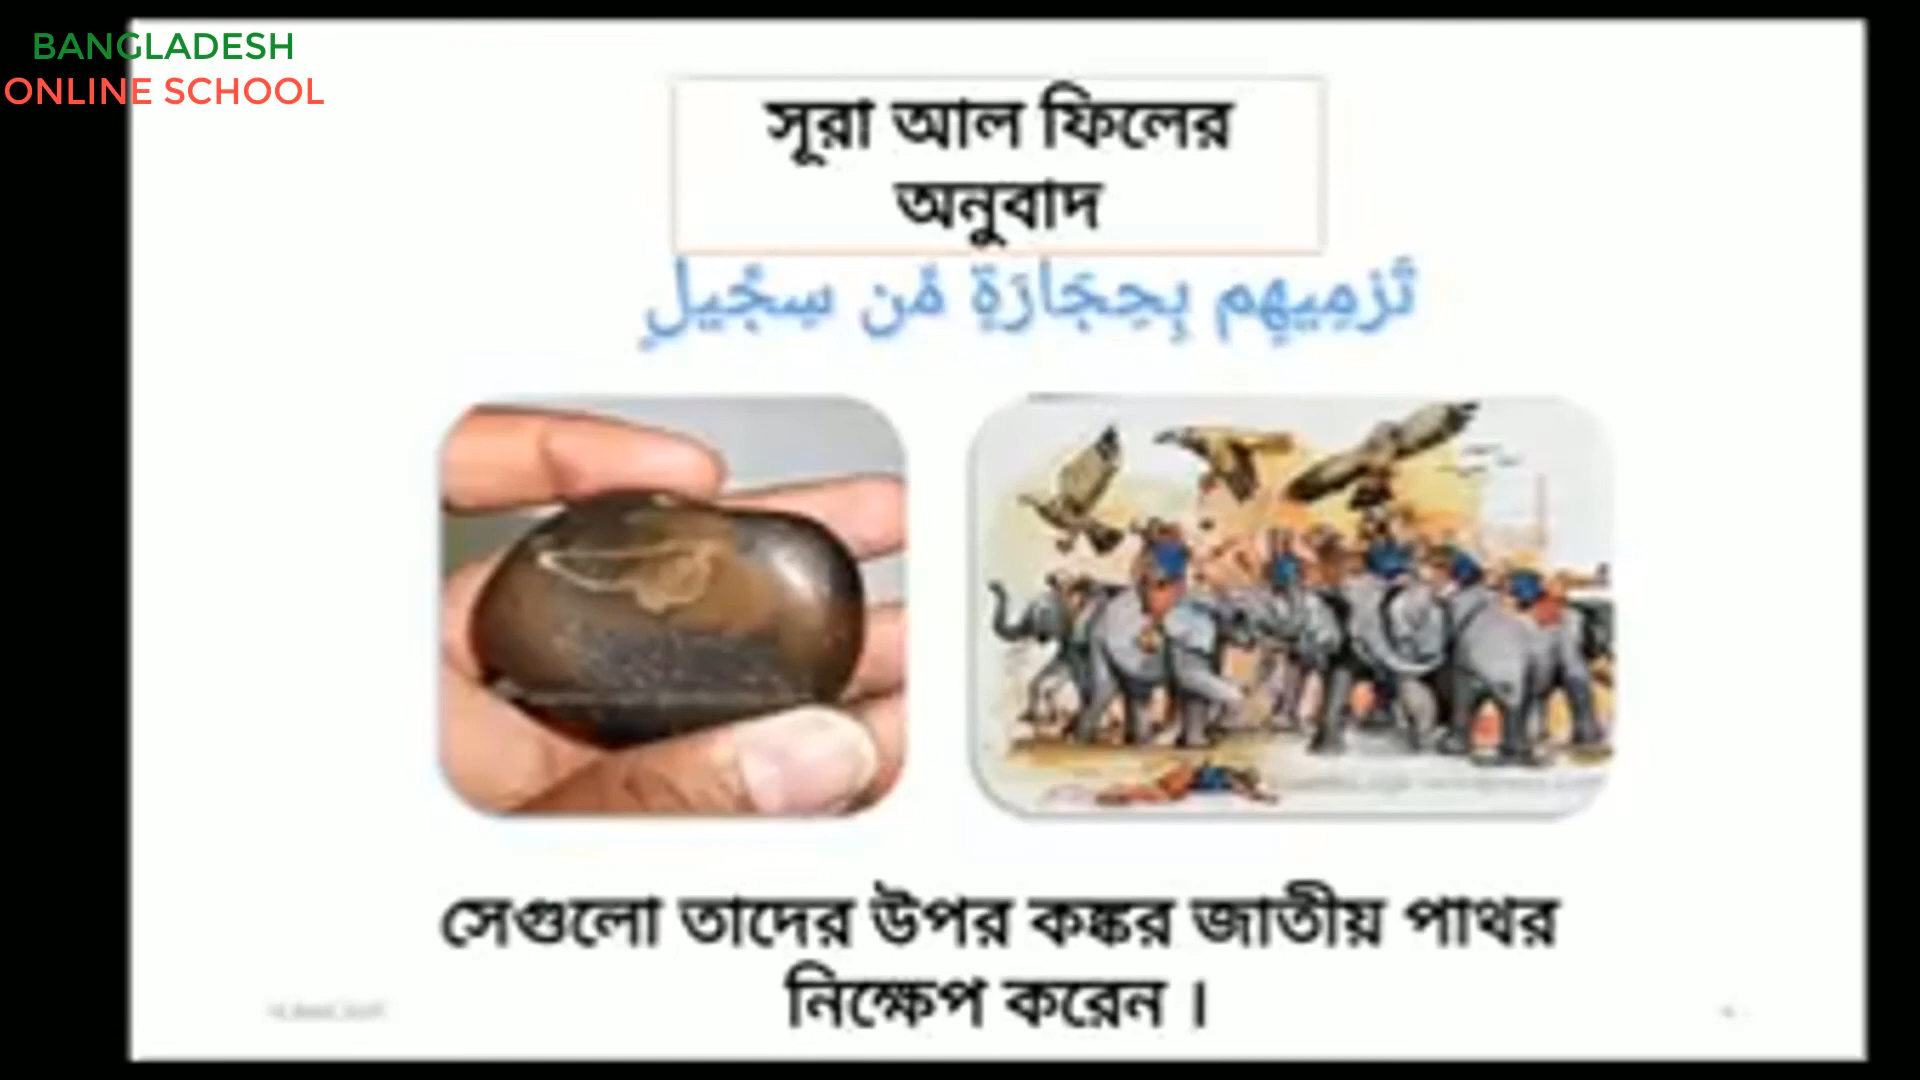 BANGLADESH
ONLINE SCHOOL
সূরা আল ফিলের
অনুবাদ
تَرْمِيهِم بِحِجَارَةٍ مِّن سِجِّيلٍ
সেগুলো তাদের উপর কঙ্কর জাতীয় পাথর
নিক্ষেপ করেন ।